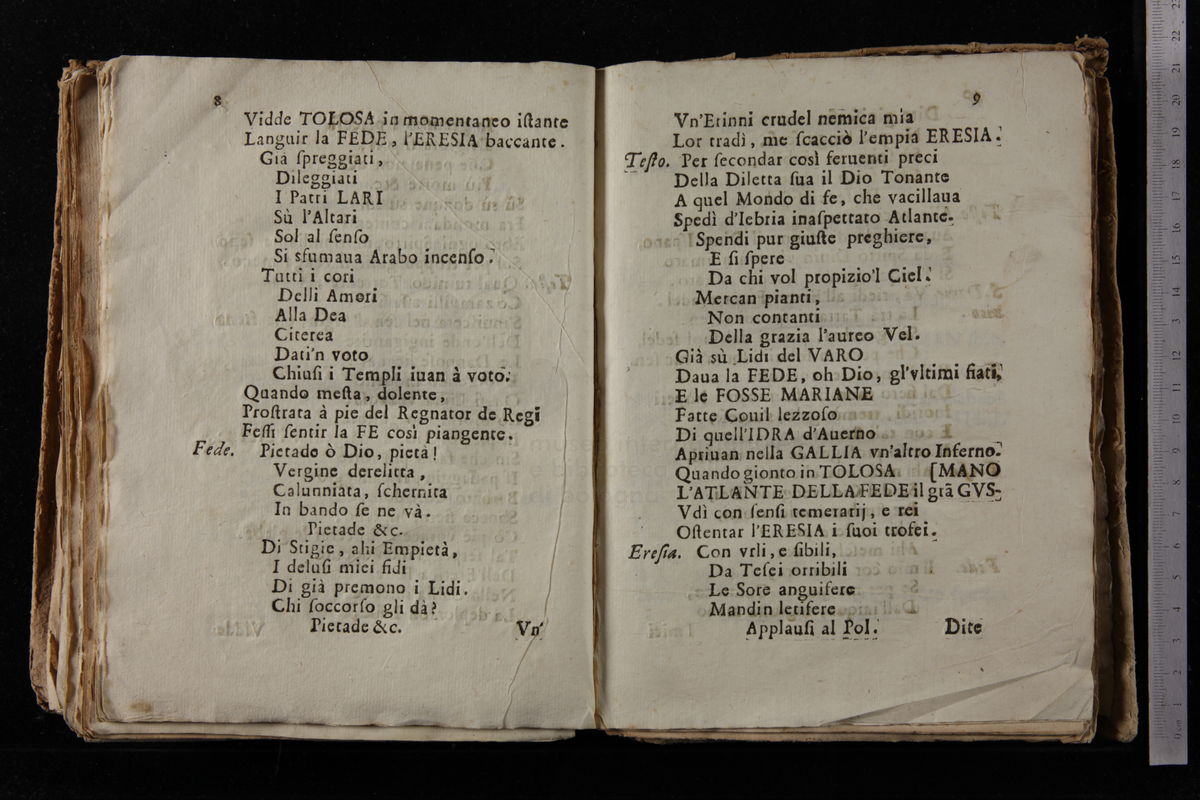 8
Vidde TOLOSA in momentaneo iſtante
Languir la FEDE, l'ERESIA baccante.
Già ſpreggiati,
Dileggiati
I Patri LARI
Sù l'Altari
Sol al ſenſo
Si sfumaua Arabo incenſo.
Tutti i cori
Delli Amori
Alla Dea
Citerea
Dati'n voto
Chiuſi i Templi iuan à voto.
Quando meſta, dolente,
Proſtrata à pie del Regnator de Regi
Feſſi ſentir la FE così piangente.
Fede. Pietade ò Dio, pietà!
Vergine derelitta,
Calunniata, ſchernita
In bando ſe ne và.
Pietade &c.
Di Stigie, ahi Empietà,
I deluſi miei fidi
Di già premono i Lidi.
Chi ſoccorſo gli dà?
Pietade &c.
Vn'
9
Vn'Erinni crudel nemica mia
Lor tradì, me ſcacciò l'empia ERESIA.
Teſto. Per ſecondar così feruenti preci
Della Diletta ſua il Dio Tonante
A quel Mondo di fe, che vacillaua
Spedì d'Iebria inaſpettato Atlante.
Spendi pur giuſte preghiere,
E ſi ſpere
Da chi vol propizio'l Ciel.
Mercan pianti,
Non contanti
Della grazia l'aureo Vel.
Già sù Lidi del VARO
Daua la FEDE, oh Dio, gl'vltimi fiati,
E le FOSSE MARIANE
Fatte Couil lezzoſo
Di quell'IDRA d'Auerno
Apriuan nella GALLIA vn'altro Inferno.
Quando gionto in TOLOSA [MANO
L'ATLANTE DELLA FEDE il grã GVS-
Vdì con ſenſi temerarij, e rei
Oſtentar l'ERESIA i ſuoi trofei.
Ereſia. Con vrli, e ſibili,
Da Teſei orribili
Le Sore anguifere
Mandin letifere
Applauſi al Pol.
Dite